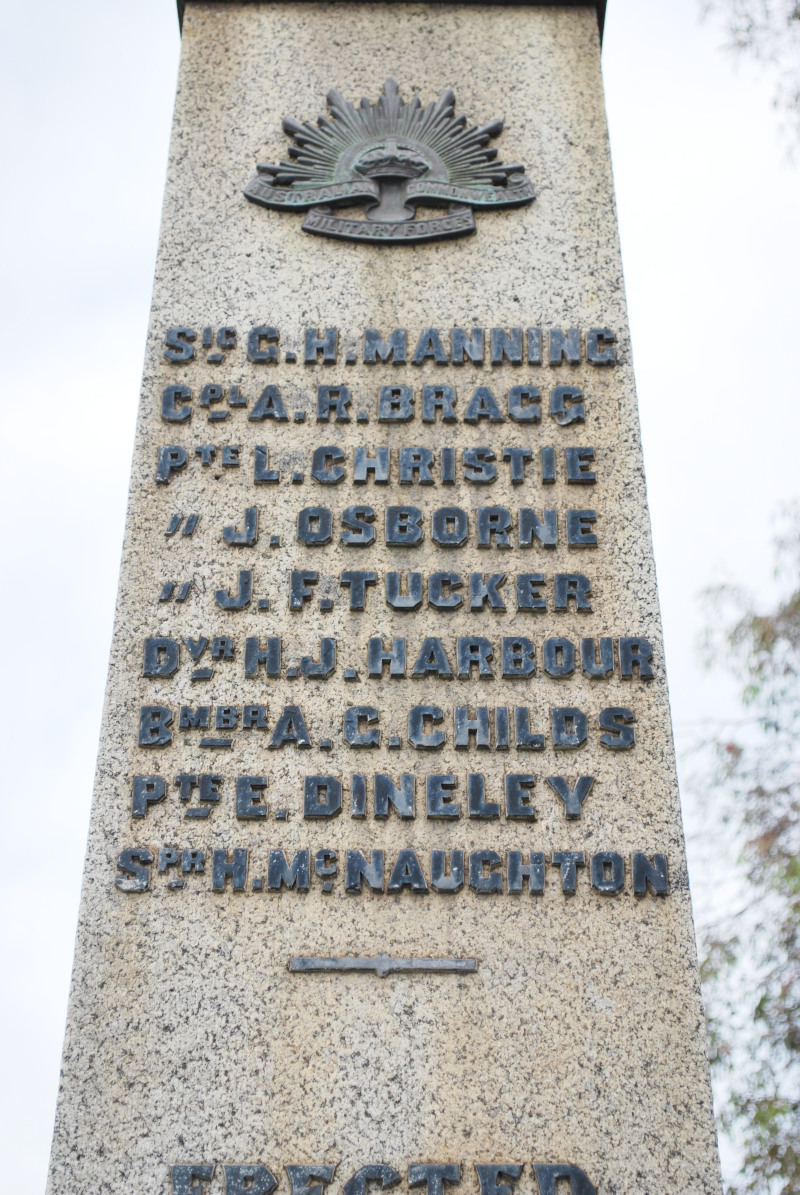 AUSTRALIAN COMMONWEALTH
MILITARY FORCES
SIG G.H. MANNING
CPL A.R. BRAGG
PTE L. CHRISTIE
" J. OSBORNE
" J. F. TUCKER
DVR H.J. HARBOUR
BMBR A. G. CHILDS
PTE E. DINELEY
SPR H. McNAUGHTON
ERECTED